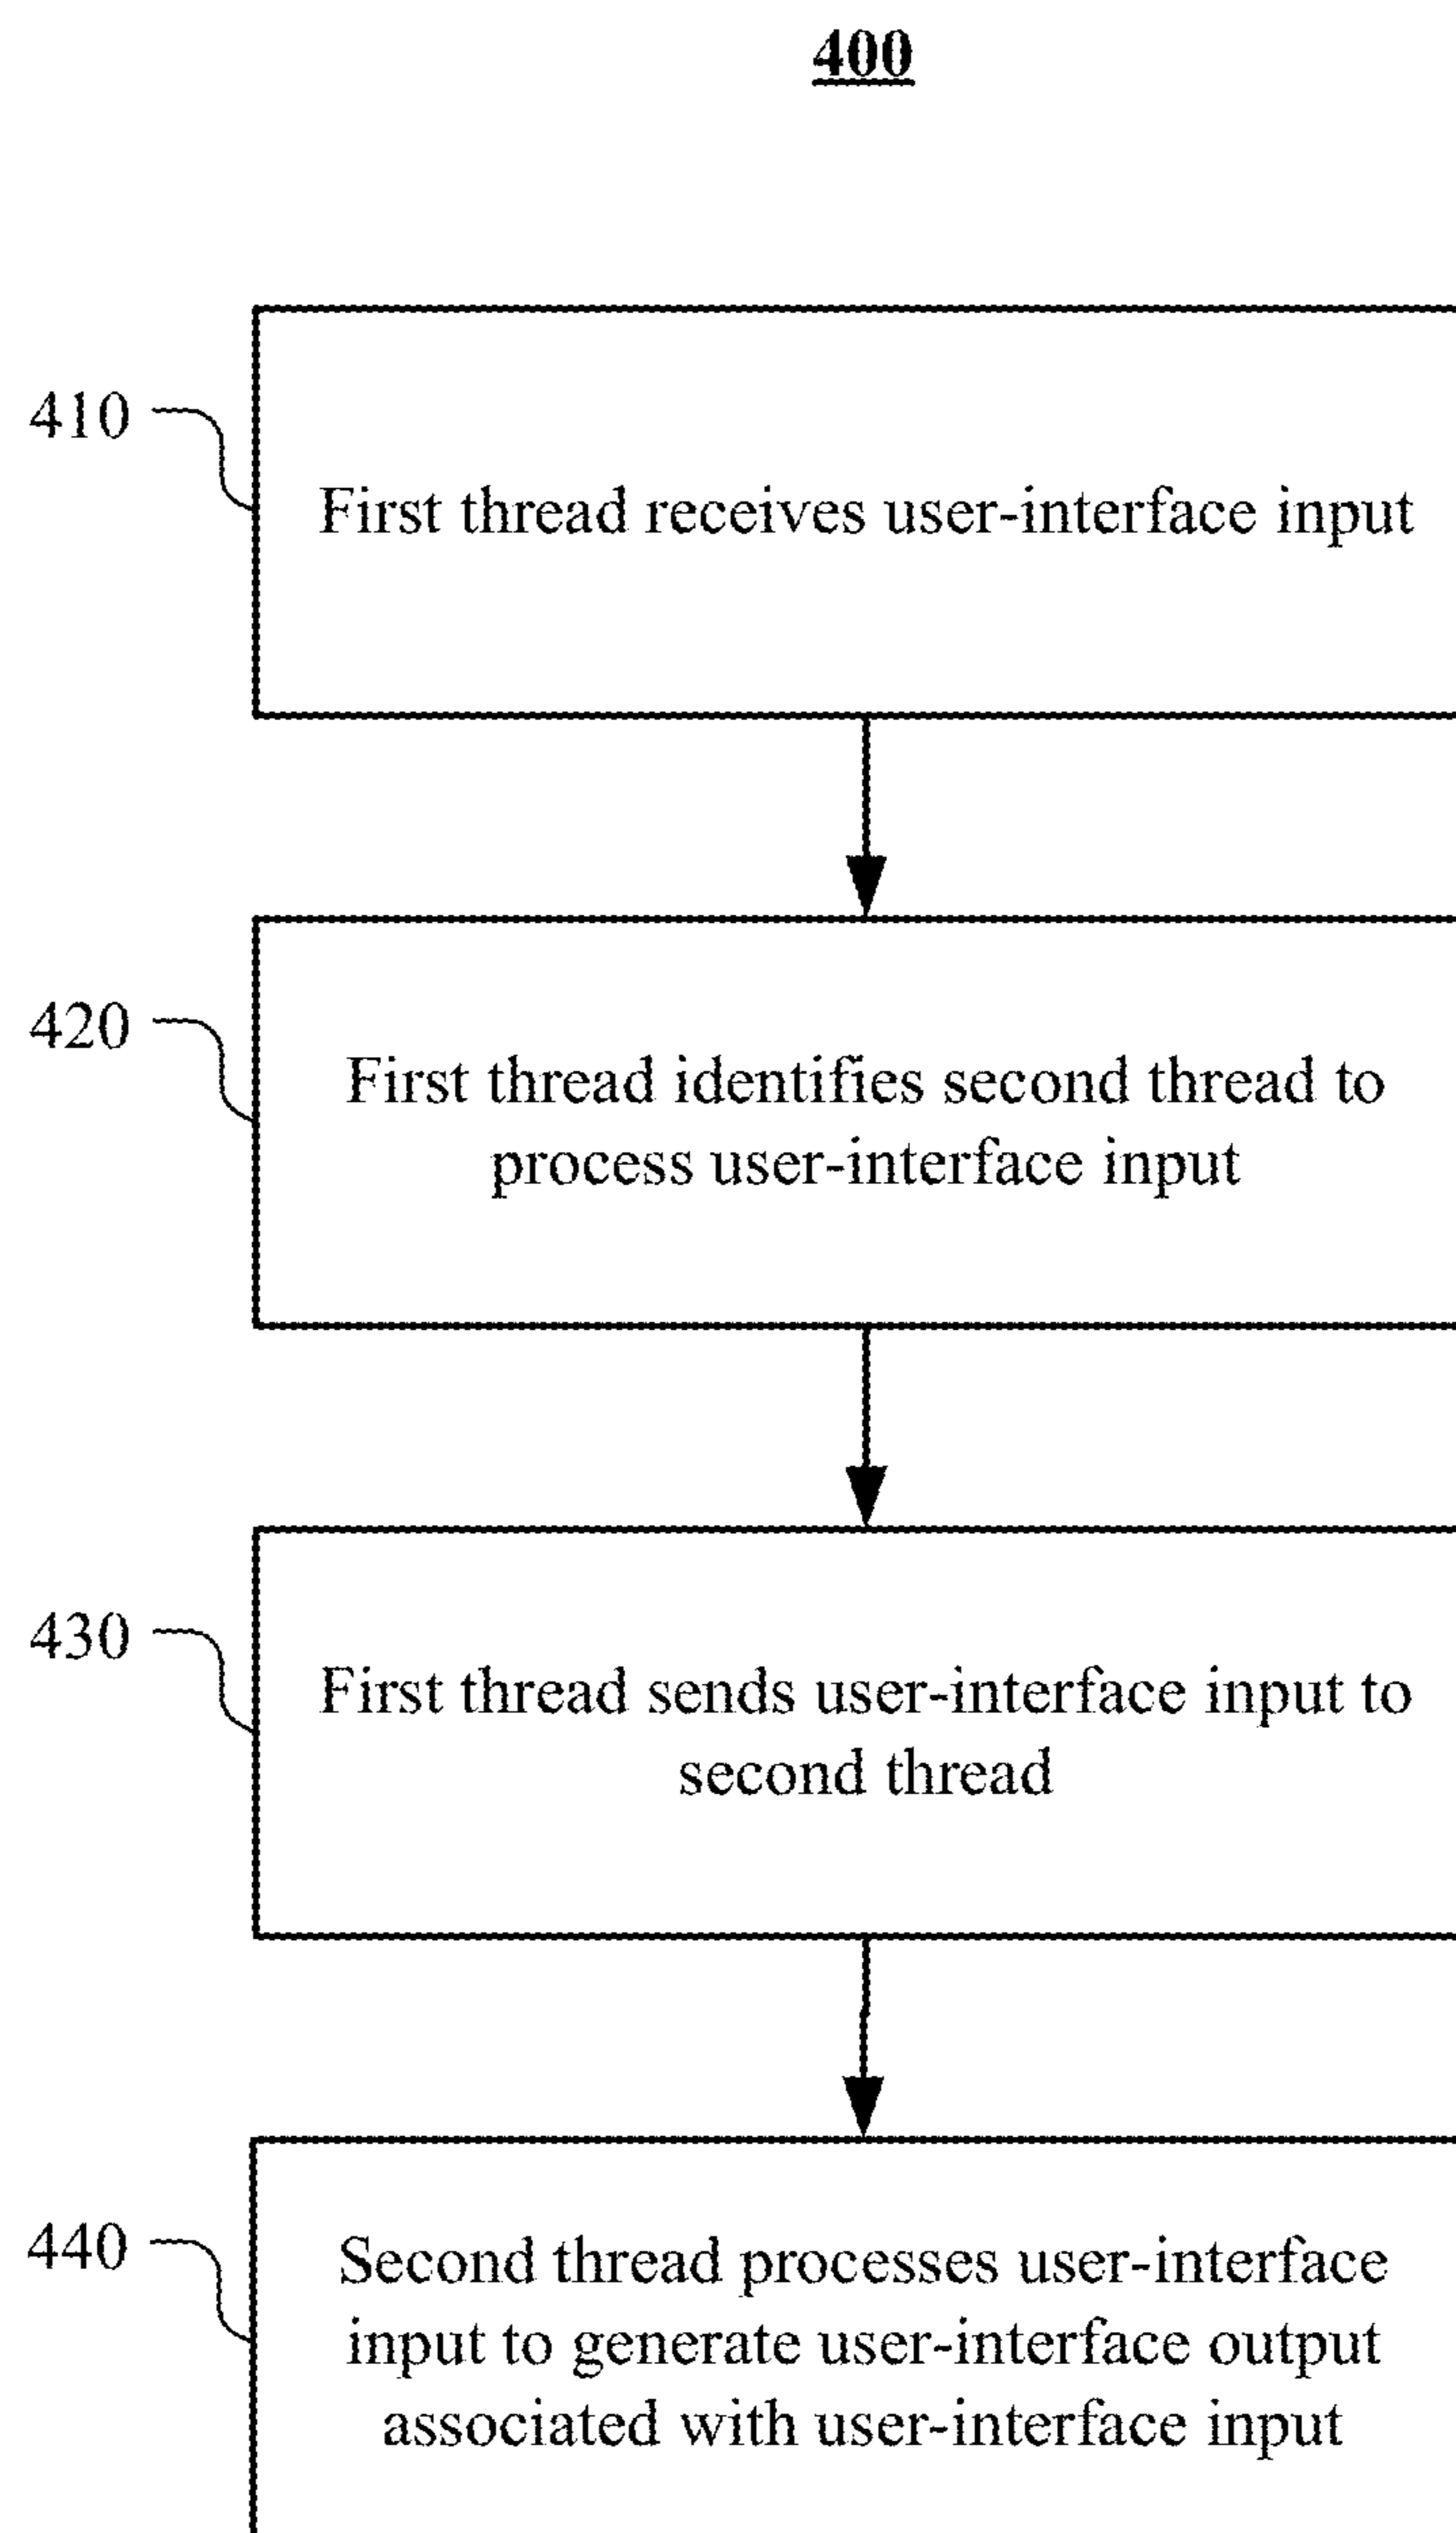 400
410
First thread receives user-interface input
420
First thread identifies second thread to
process user-interface input
430
First thread sends user-interface input to
second thread
440
Second thread processes user-interface
input to generate user-interface output
associated with user-interface input